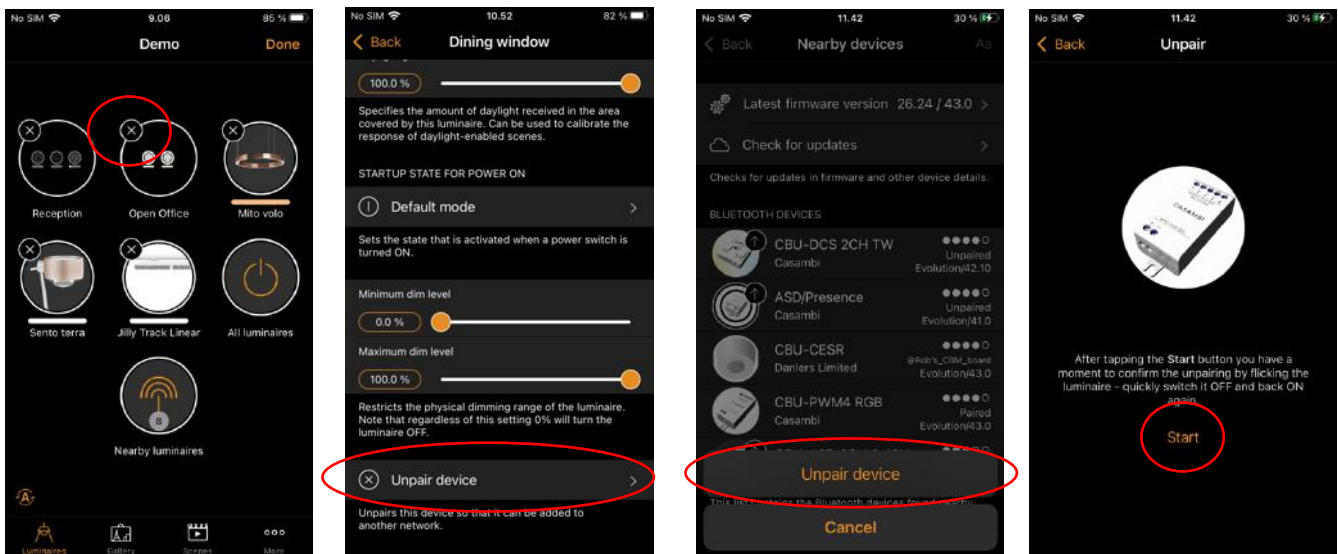 No SIM 9.06 85 %
Demo Done
Reception Open Office Mito volo
Sento terra Jilly Track Linear All luminaires
8
Nearby luminaires
A
Luminaires Gallery Scenes More
No SIM 10.52 82 %
Back Dining window
100.0 %
Specifies the amount of daylight received in the area
covered by this luminaire. Can be used to calibrate the
response of daylight-enabled scenes.
STARTUP STATE FOR POWER ON
Default mode
Sets the state that is activated when a power switch is
turned ON.
Minimum dim level
0.0 %
Maximum dim level
100.0 %
Restricts the physical dimming range of the luminaire.
Note that regardless of this setting 0% will turn the
luminaire OFF.
Unpair device
Unpairs this device so that it can be added to
another network.
No SIM 11.42 30 %
Back Nearby devices Aa
Latest firmware version 26.24 / 43.0
Check for updates
Checks for updates in firmware and other device details.
BLUETOOTH DEVICES
CBU-DCS 2CH TW
Casambi Unpaired
Evolution/42.10
ASD/Presence
Casambi Unpaired
Evolution/41.0
CBU-CESR
Danlers Limited @Rob's_CBM_board
Evolution/43.0
CBU-PWM4 RGB
Casambi Paired
Evolution/43.0
Unpair device
This list contains the Bluetooth devices found nearby
Cancel
No SIM 11.42 30 %
Back Unpair
CASAMBI
After tapping the Start button you have a
moment to confirm the unpairing by flicking the
luminaire - quickly switch it OFF and back ON
again
Start